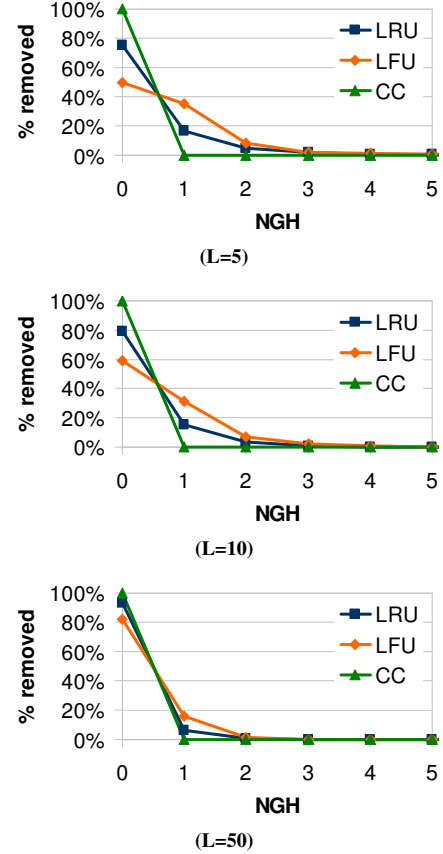 % removed
100%
80%
60%
40%
20%
0%
LRU
LFU
CC
0 1 2 3 4 5
NGH
(L=5)
% removed
100%
80%
60%
40%
20%
0%
LRU
LFU
CC
0 1 2 3 4 5
NGH
(L=10)
% removed
100%
80%
60%
40%
20%
0%
LRU
LFU
CC
0 1 2 3 4 5
NGH
(L=50)